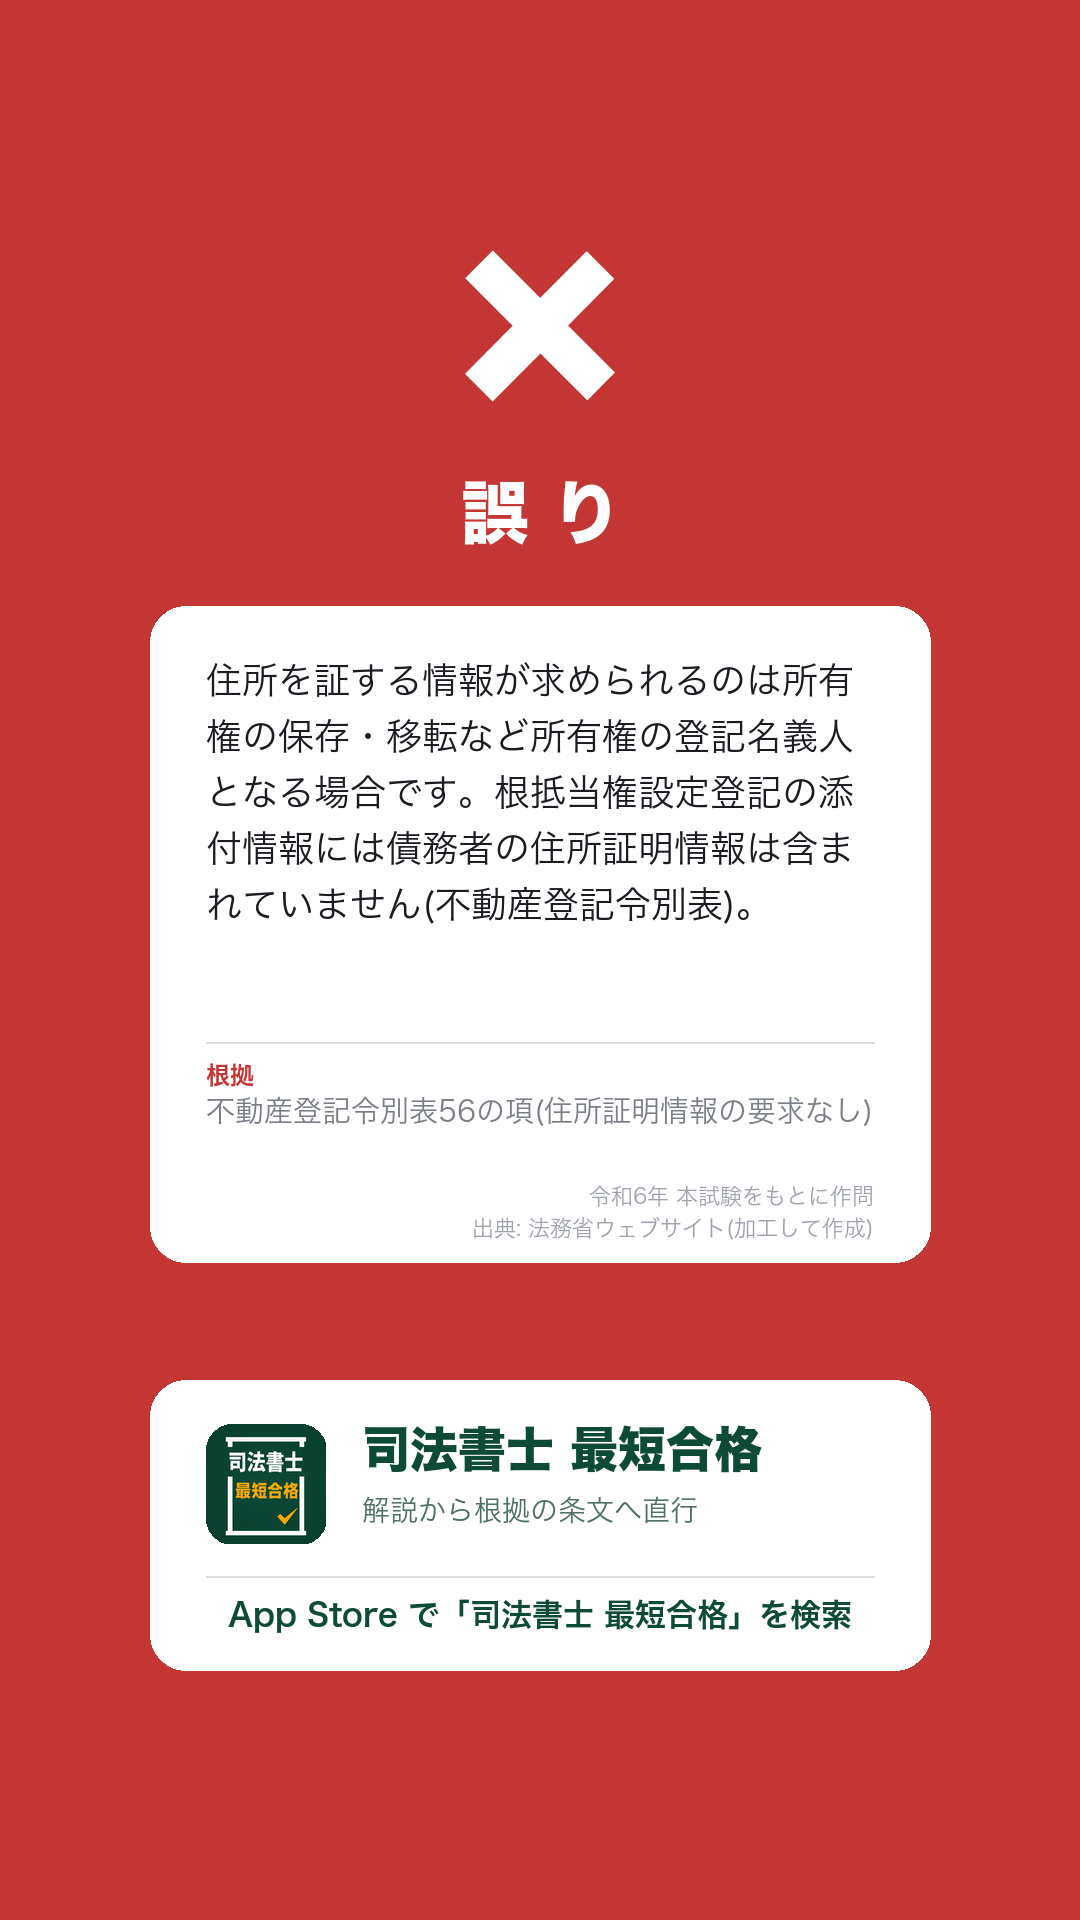 誤り
住所を証する情報が求められるのは所有
権の保存・移転など所有権の登記名義人
となる場合です。根抵当権設定登記の添
付情報には債務者の住所証明情報は含ま
れていません(不動産登記令別表)。
根拠
不動産登記令別表56の項(住所証明情報の要求なし)
令和6年 本試験をもとに作問
出典: 法務省ウェブサイト(加工して作成)
司法書士
最短合格
司法書士 最短合格
解説から根拠の条文へ直行
App Store で「司法書士 最短合格」を検索